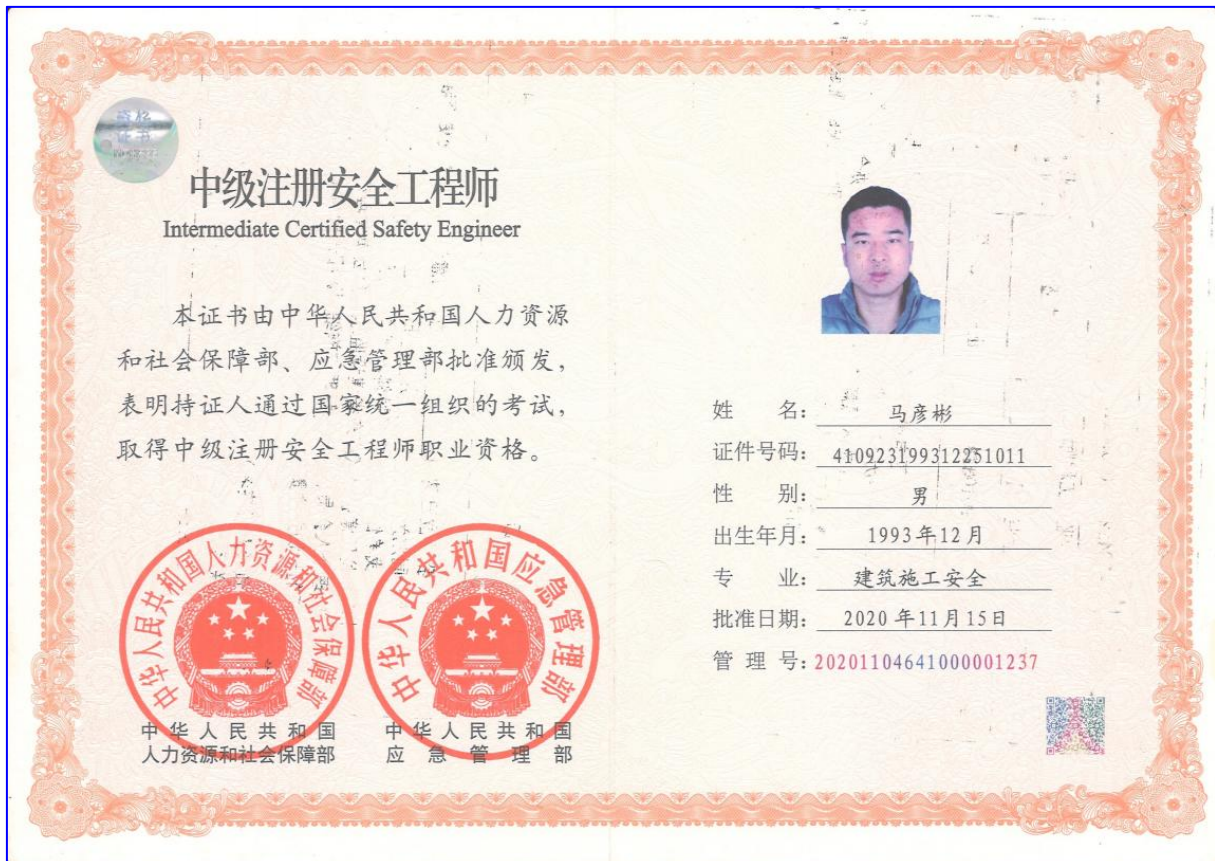 资格
证书
中级注册安全工程师
Intermediate Certified Safety Engineer
本证书由中华人民共和国人力资源
和社会保障部、应急管理部批准颁发，
表明持证人通过国家统一组织的考试，
取得中级注册安全工程师职业资格。
中华人民共和国人力资源和社会保障部
中华人民共和国应急管理部
中华人民共和国
人力资源和社会保障部
中华人民共和国
应急管理部
姓 名： 马彦彬
证件号码： 410923199312251011
性 别： 男
出生年月： 1993年12月
专 业： 建筑施工安全
批准日期： 2020年11月15日
管 理 号：20201104641000001237